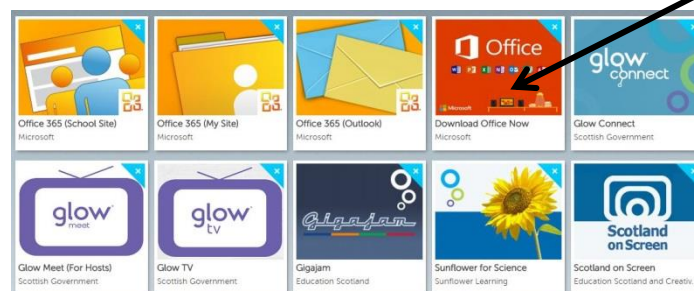 Office
Microsoft
glow
connect
Office 365 (School Site)
Microsoft
Office 365 (My Site)
Microsoft
Office 365 (Outlook)
Microsoft
Download Office Now
Microsoft
Glow Connect
Scottish Government
glow
meet
glow
tv
Gigajam
Scotland
on Screen
Glow Meet (For Hosts)
Scottish Government
Glow TV
Scottish Government
Gigajam
Education Scotland
Sunflower for Science
Sunflower Learning
Scotland on Screen
Education Scotland and Creativ